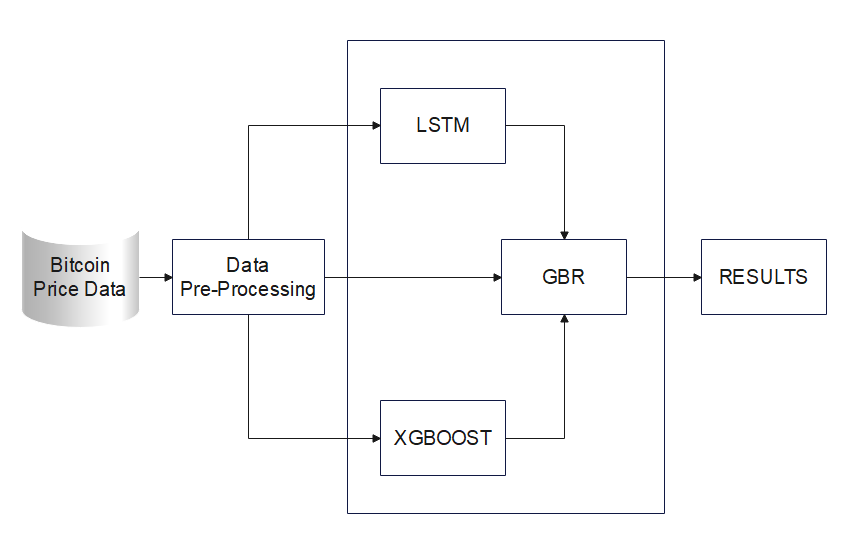 LSTM
Bitcoin
Price Data
Data
Pre-Processing
GBR
RESULTS
XGBOOST